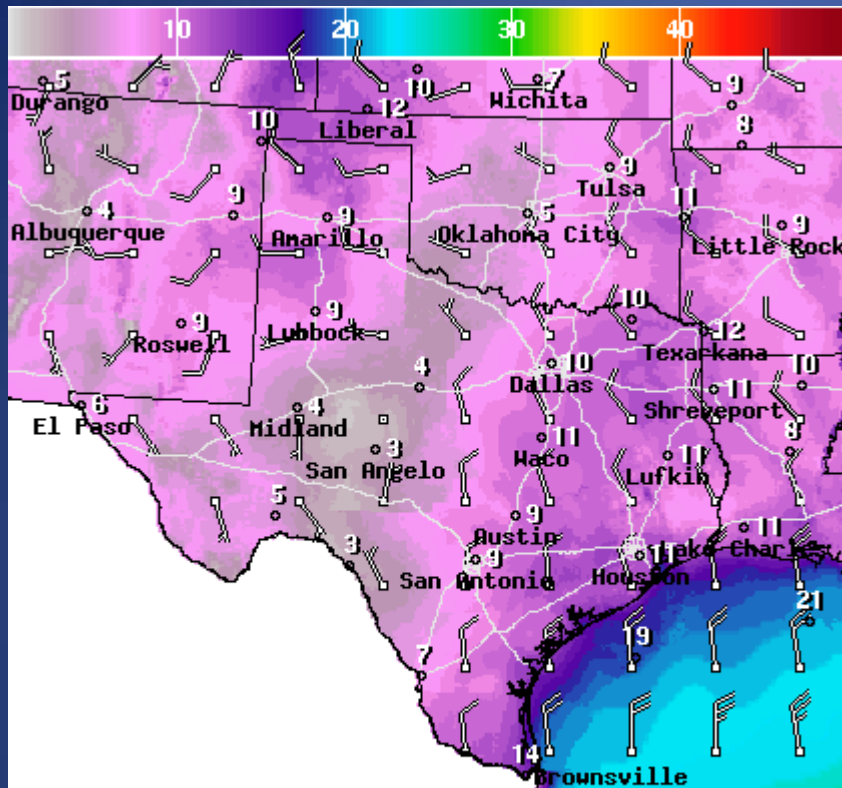 10 20 30 40
5 10 7 9
Durango Wichita
12
Liberal
10 8
9
Tulsa
4 9 9 5 11 9
Albuquerque Amarillo Oklahoma City Little Rock
9 9 10 12
Roswell Lubbock Texarkana
10
4 Dallas 11 10
6 4 Shreveport
El Paso Midland 11 8
3 Waco 11
San Angelo Lufkin
5 9 11
Austin
3 9 11 Lake Charles
San Antonio Houston
21
19
7
14
Brownsville